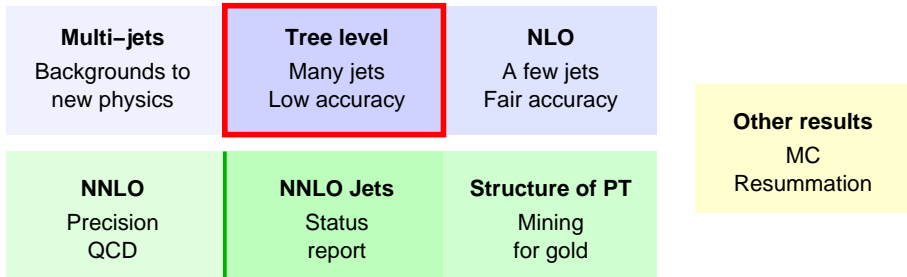 Multi−jets
Backgrounds to
new physics
Tree level
Many jets
Low accuracy
NLO
A few jets
Fair accuracy
Other results
MC
Resummation
NNLO
Precision
QCD
NNLO Jets
Status
report
Structure of PT
Mining
for gold